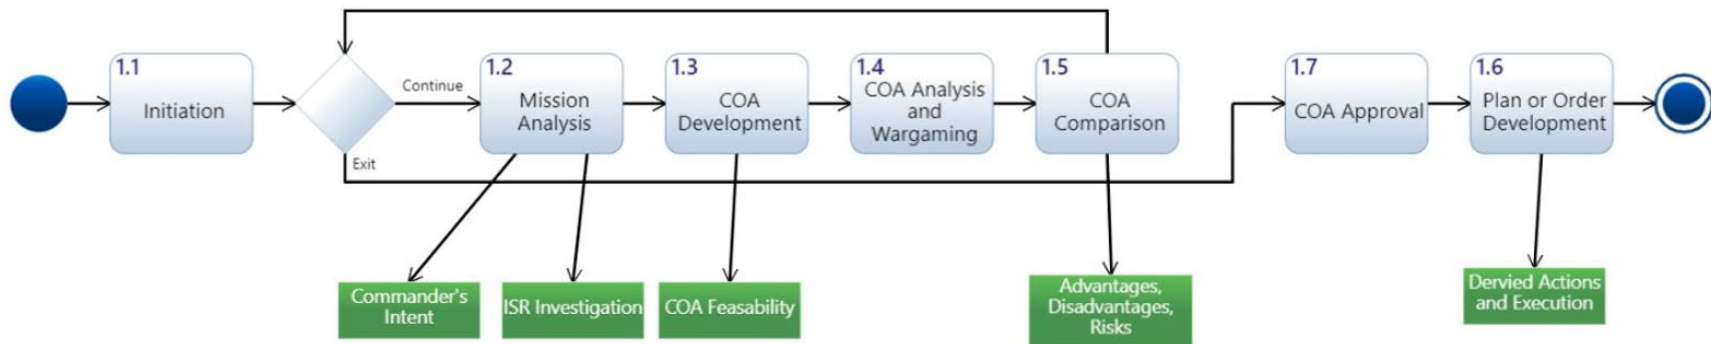 1.1
Initiation
Continue
Exit
1.2
Mission
Analysis
1.3
COA
Development
1.4
COA Analysis
and
Wargaming
1.5
COA
Comparison
1.7
COA Approval
1.6
Plan or Order
Development
Commander's
Intent
ISR Investigation
COA Feasability
Advantages,
Disadvantages,
Risks
Dervied Actions
and Execution